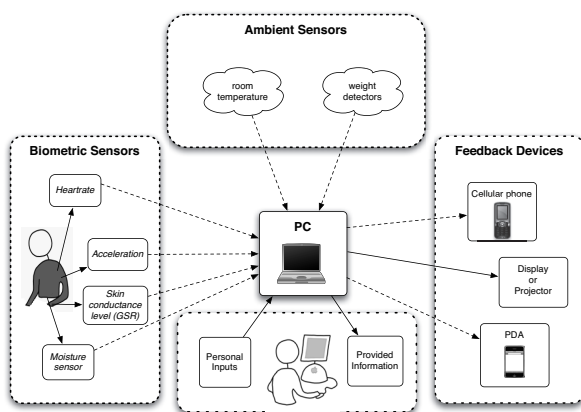 Ambient Sensors
room
temperature
weight
detectors
Biometric Sensors
Heartrate
Acceleration
Skin
conductance
level (GSR)
Moisture
sensor
PC
Personal
Inputs
Provided
Information
Feedback Devices
Cellular phone
Display
or
Projector
PDA